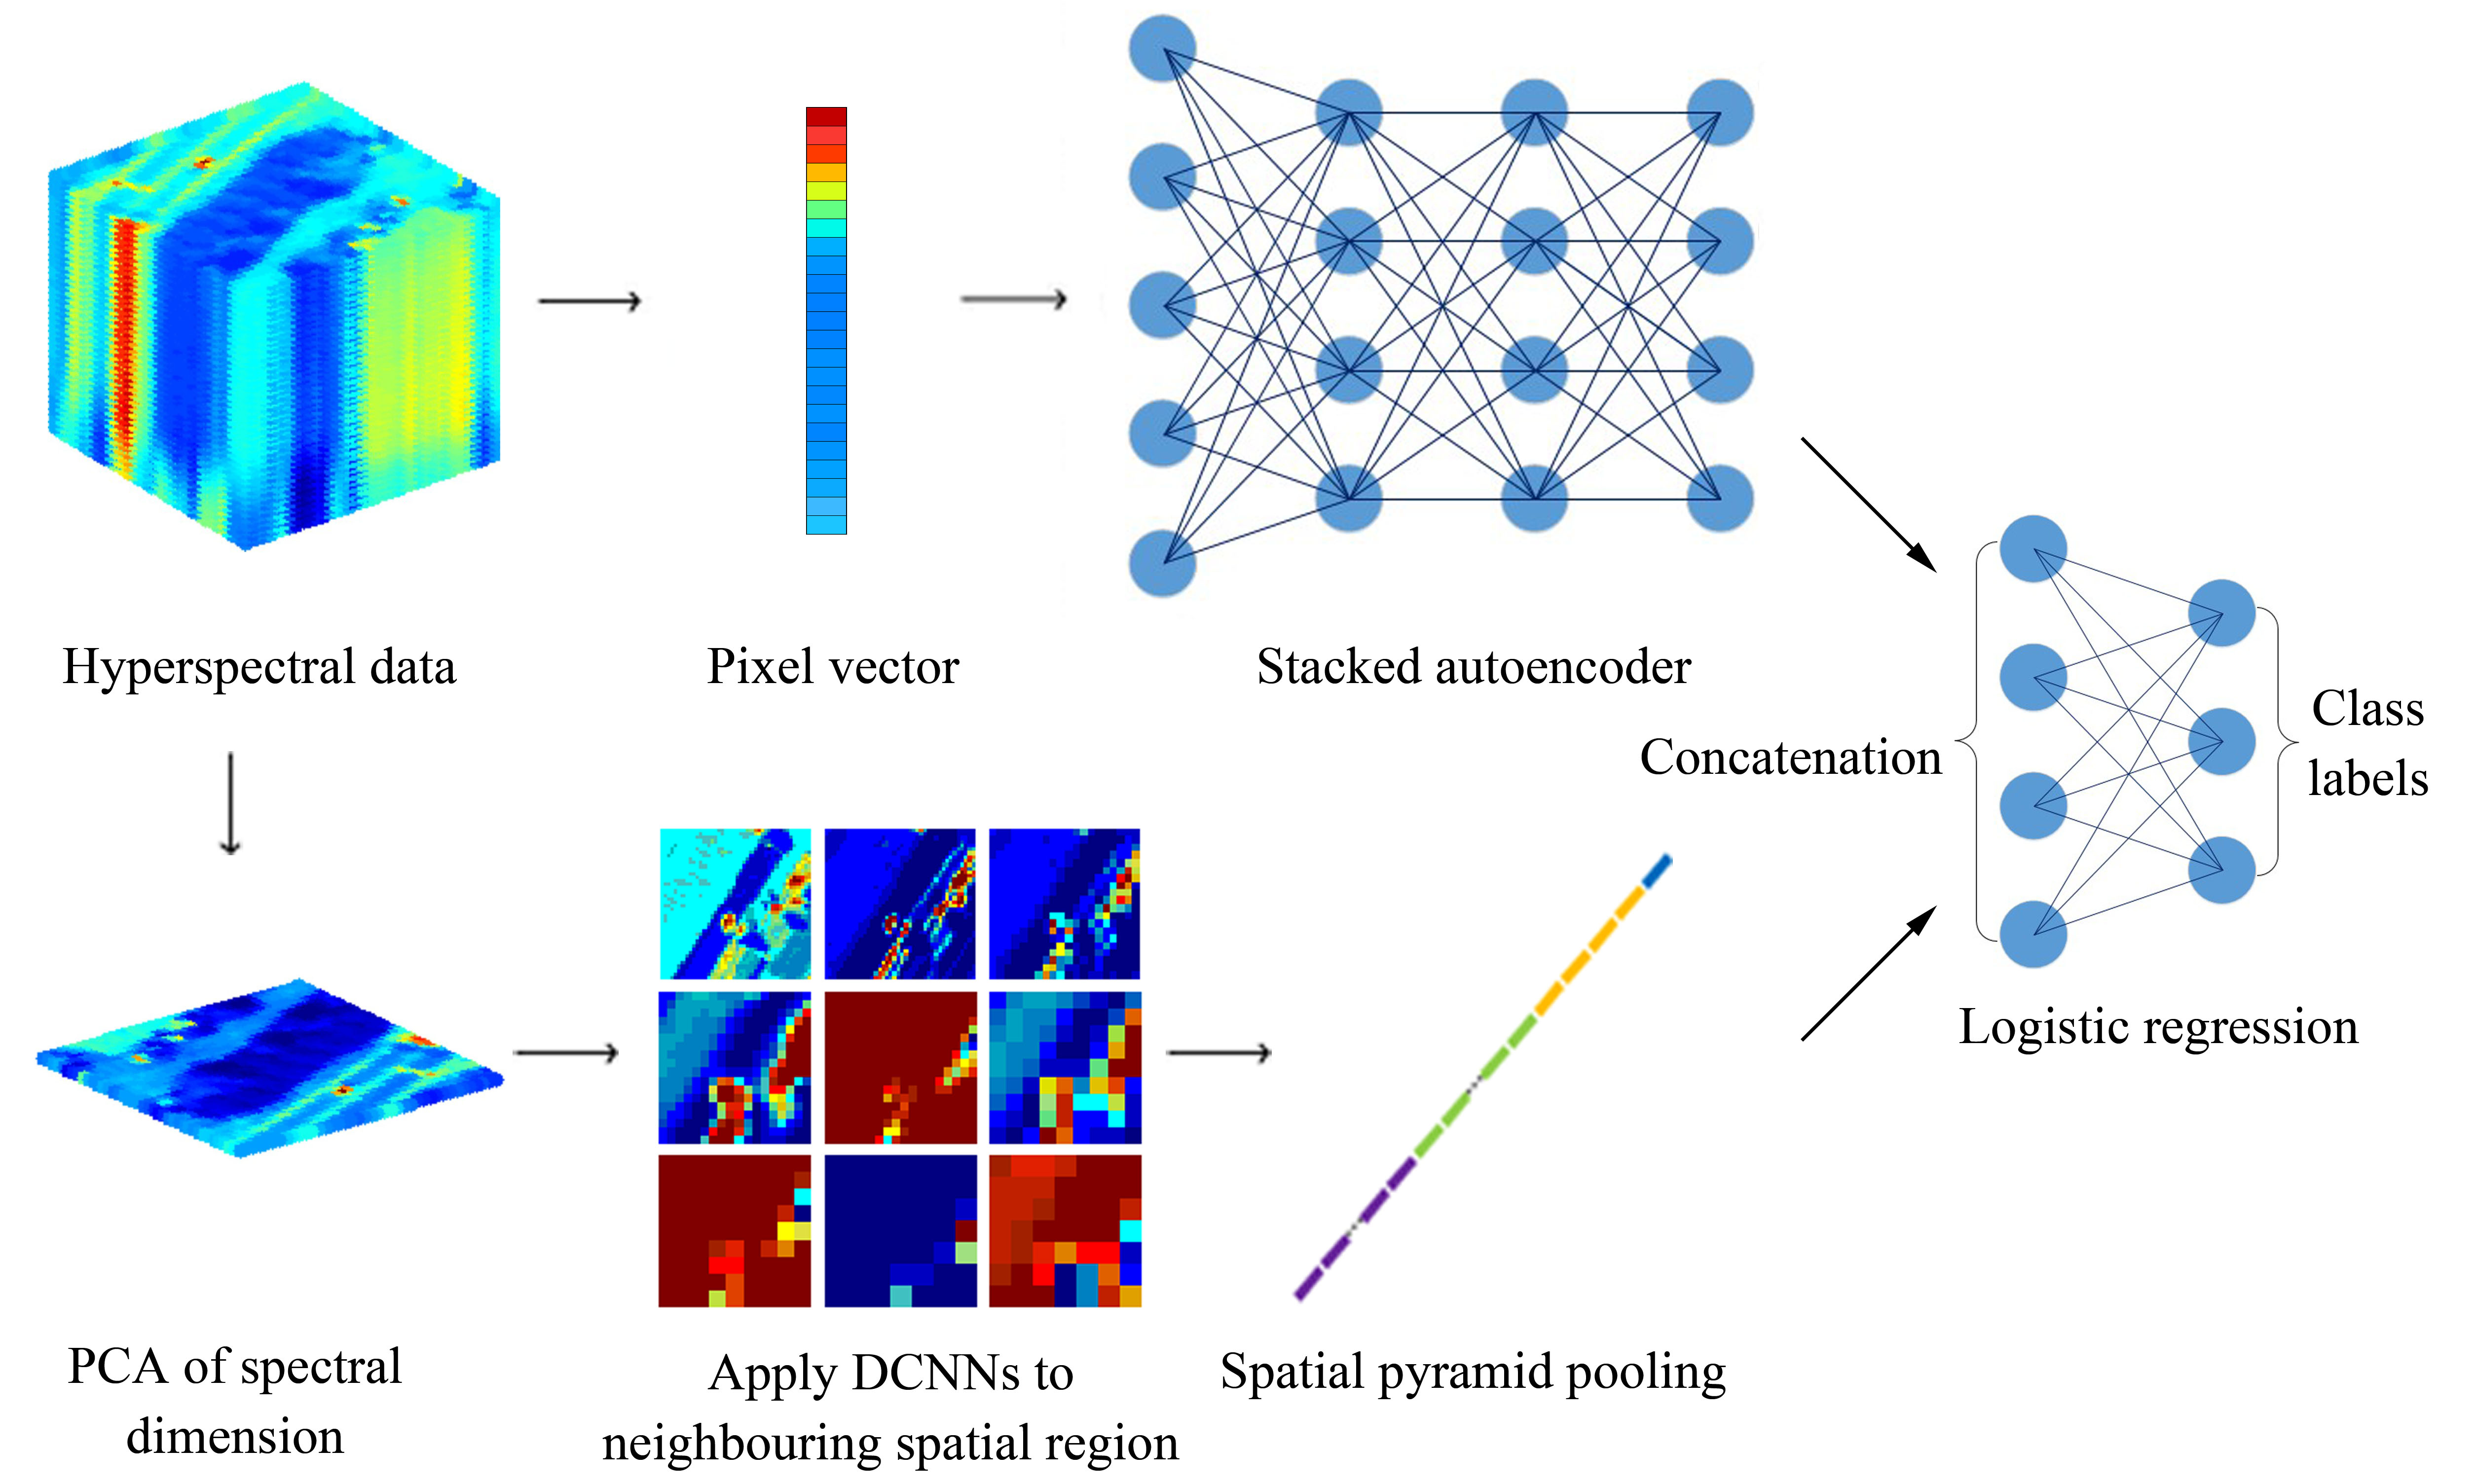 Hyperspectral data
Pixel vector
Stacked autoencoder
Concatenation
Class
labels
Logistic regression
PCA of spectral
dimension
Apply DCNNs to
neighbouring spatial region
Spatial pyramid pooling